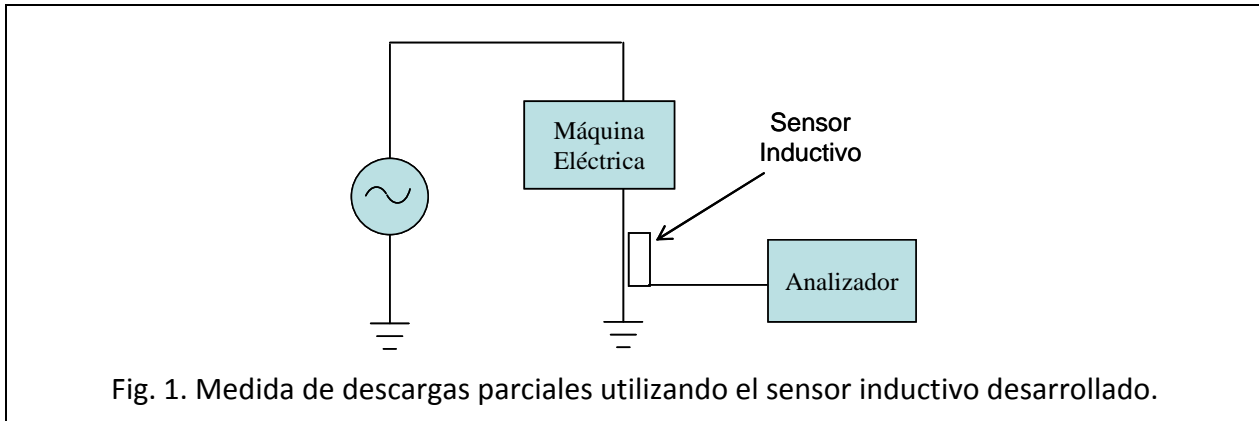 Máquina
Eléctrica
Sensor
Inductivo
Analizador
Fig. 1. Medida de descargas parciales utilizando el sensor inductivo desarrollado.